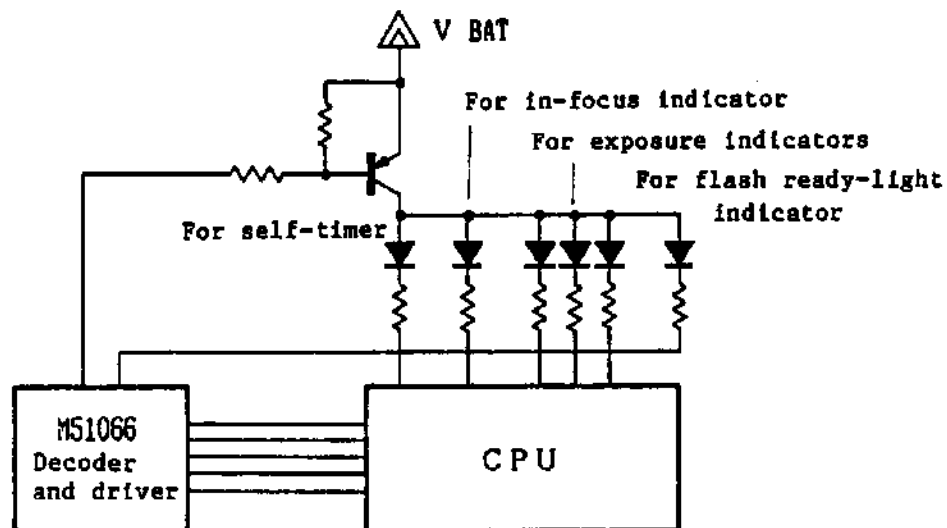 V BAT
For in-focus indicator
For exposure indicators
For flash ready-light
indicator
For self-timer
M51066
Decoder
and driver
CPU